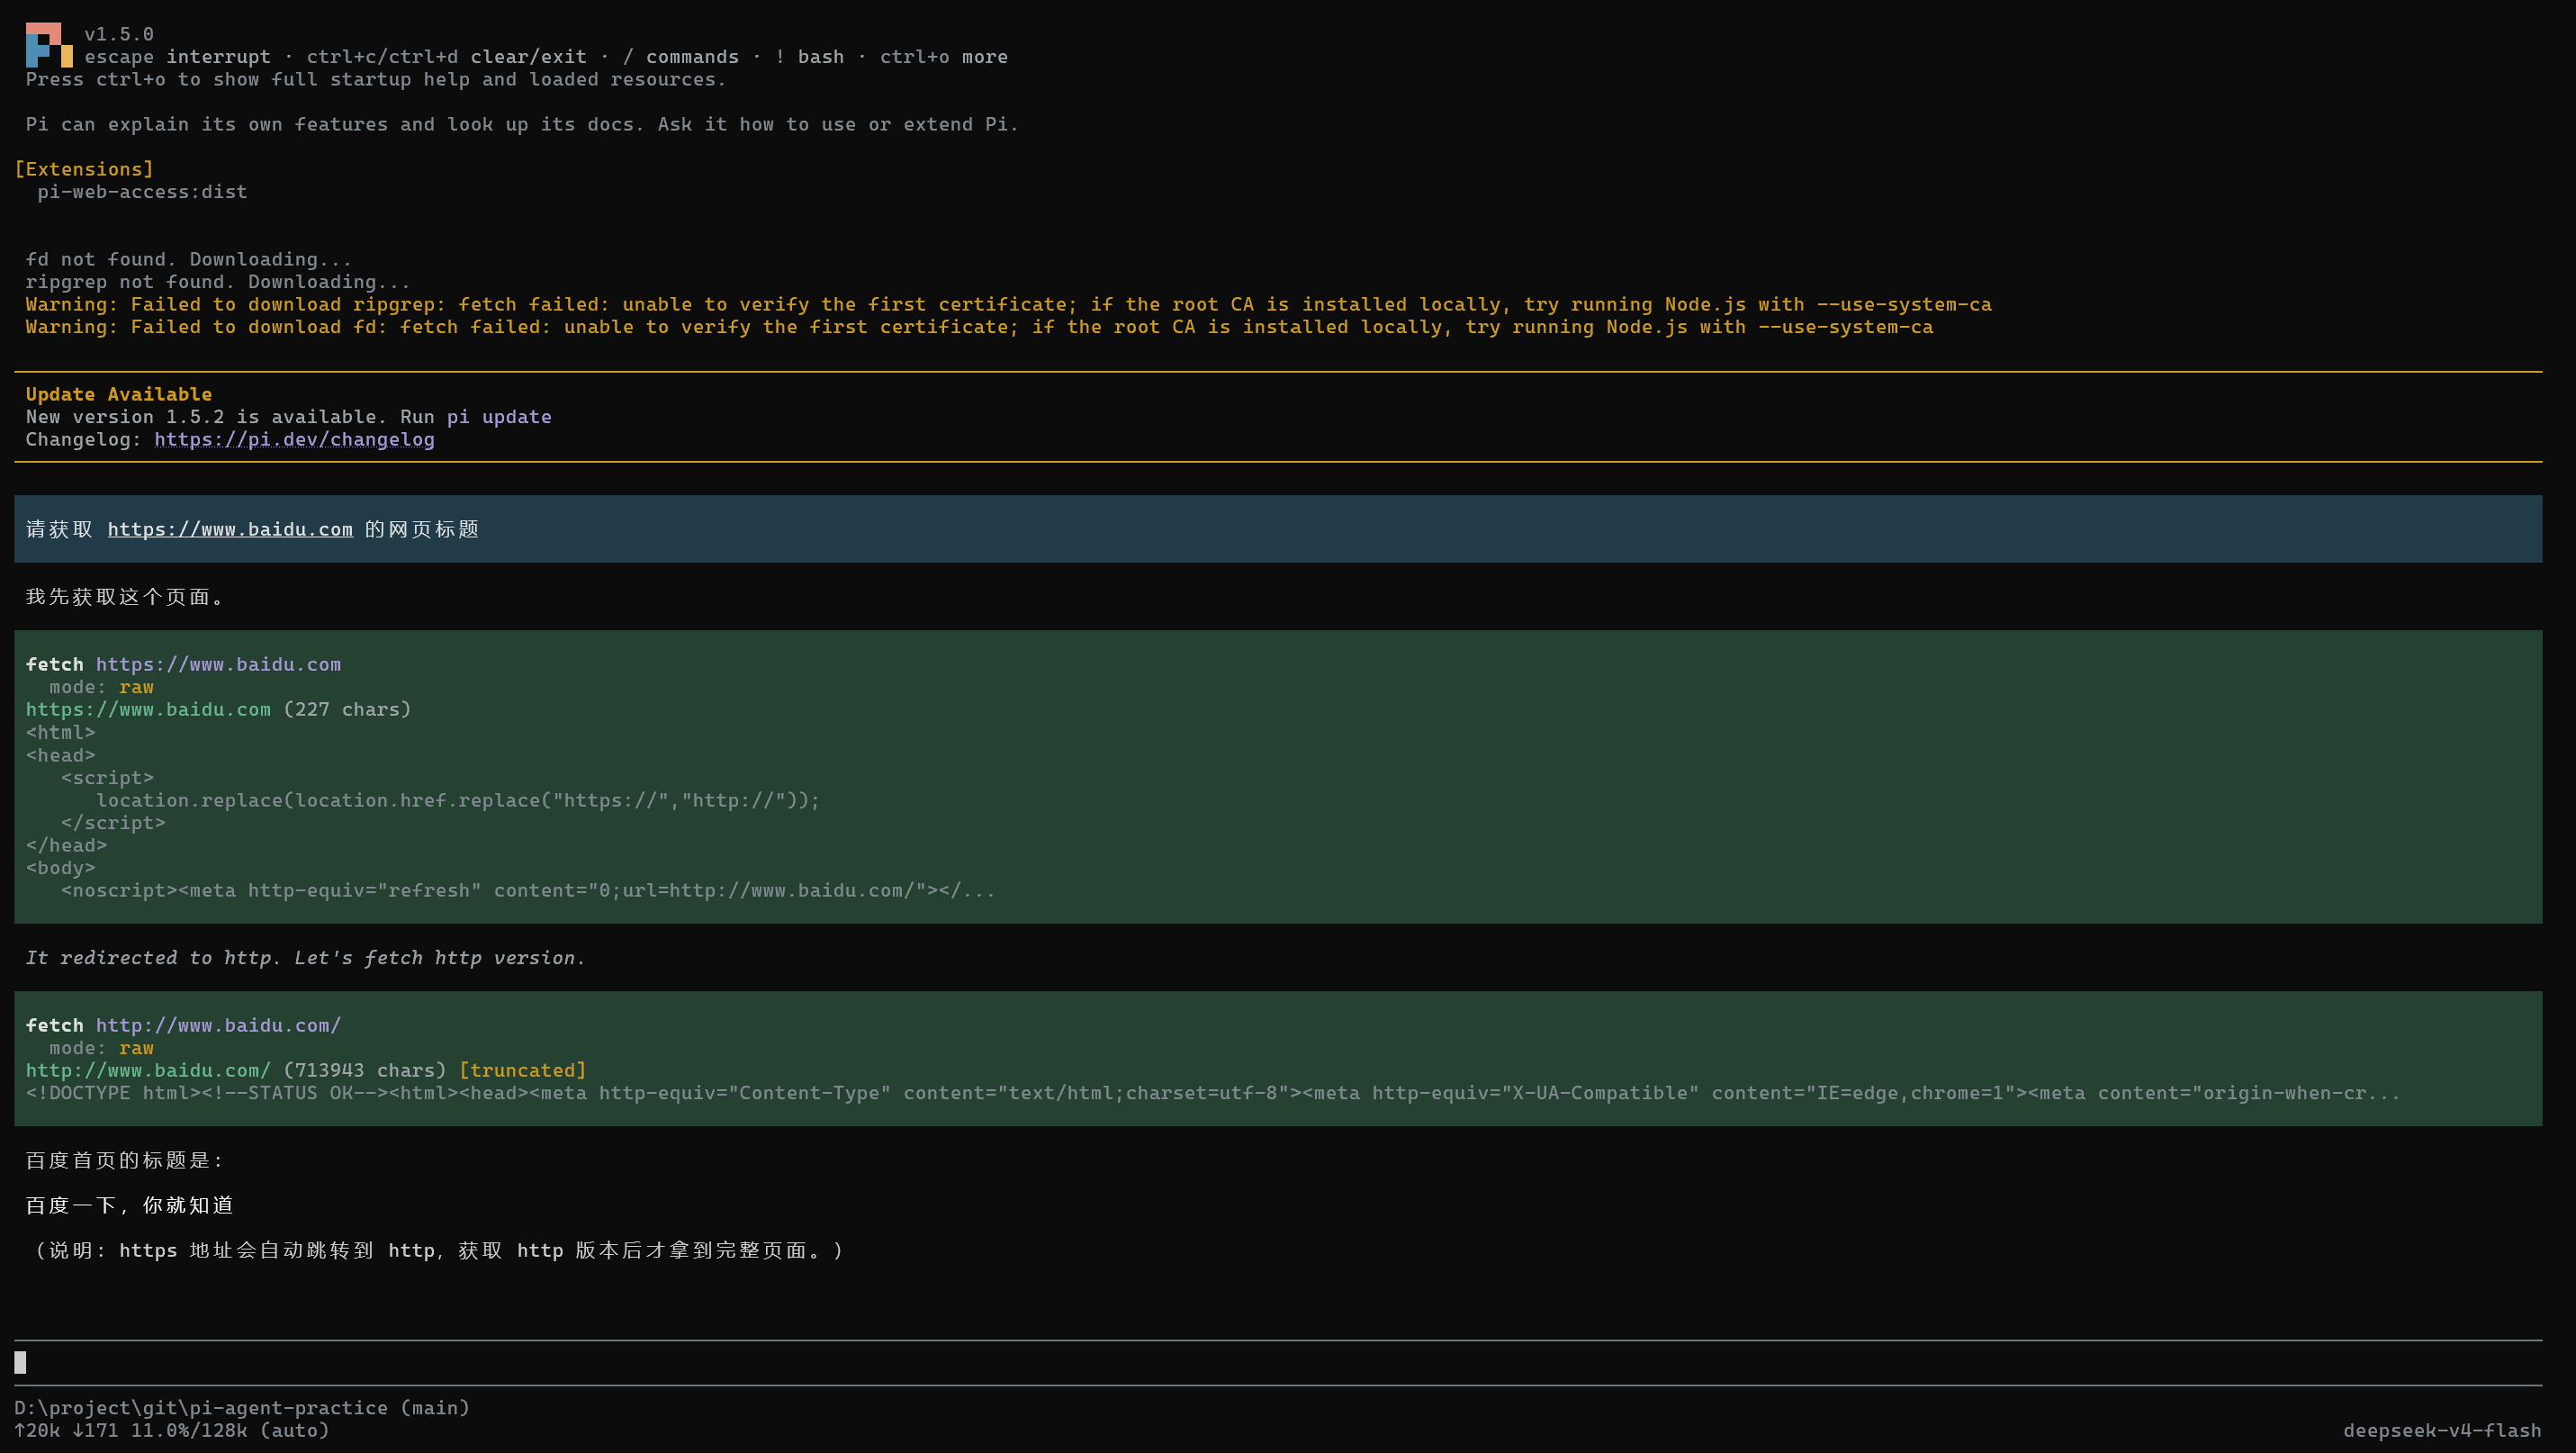 v1.5.0
escape interrupt · ctrl+c/ctrl+d clear/exit · / commands · ! bash · ctrl+o more
Press ctrl+o to show full startup help and loaded resources.
Pi can explain its own features and look up its docs. Ask it how to use or extend Pi.
[Extensions]
pi-web-access:dist
fd not found. Downloading...
ripgrep not found. Downloading...
Warning: Failed to download ripgrep: fetch failed: unable to verify the first certificate; if the root CA is installed locally, try running Node.js with --use-system-ca
Warning: Failed to download fd: fetch failed: unable to verify the first certificate; if the root CA is installed locally, try running Node.js with --use-system-ca
Update Available
New version 1.5.2 is available. Run pi update
Changelog: https://pi.dev/changelog
请获取 https://www.baidu.com 的网页标题
我先获取这个页面。
fetch https://www.baidu.com
mode: raw
https://www.baidu.com (227 chars)
<html>
<head>
<script>
location.replace(location.href.replace("https://","http://"));
</script>
</head>
<body>
<noscript><meta http-equiv="refresh" content="0;url=http://www.baidu.com/"></...
It redirected to http. Let's fetch http version.
fetch http://www.baidu.com/
mode: raw
http://www.baidu.com/ (713943 chars) [truncated]
<!DOCTYPE html><!--STATUS OK--><html><head><meta http-equiv="Content-Type" content="text/html;charset=utf-8"><meta http-equiv="X-UA-Compatible" content="IE=edge,chrome=1"><meta content="origin-when-cr...
百度首页的标题是：
百度一下，你就知道
（说明：https 地址会自动跳转到 http，获取 http 版本后才拿到完整页面。）
D:\project\git\pi-agent-practice (main)
↑20k ↓171 11.0%/128k (auto) deepseek-v4-flash